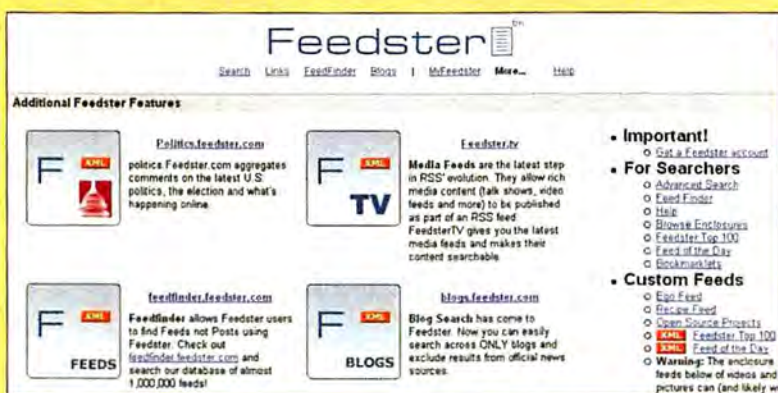 Feedster tm
Search Links FeedFinder Blogs | MyFeedster More... Help
Additional Feedster Features
F XML
Politics.feedster.com
politics.Feedster.com aggregates
comments on the latest U.S.
politics, the election and what's
happening online.
F XML TV
Feedster.tv
Media Feeds are the latest step
in RSS' evolution. They allow rich
media content (talk shows, video
feeds and more) to be published
as part of an RSS feed.
FeedsterTV gives you the latest
media feeds and makes their
content searchable.
F XML FEEDS
feedfinder.feedster.com
Feedfinder allows Feedster users
to find Feeds not Posts using
Feedster. Check out
feedfinder.feedster.com and
search our database of almost
1,000,000 feeds!
F XML BLOGS
blogs.feedster.com
Blog Search has come to
Feedster. Now you can easily
search across ONLY blogs and
exclude results from official news
sources.
Important!
Get a Feedster account
For Searchers
Advanced Search
Feed Finder
Help
Browse Enclosures
Feedster Top 100
Feed of the Day
Bookmarklets
Custom Feeds
Ego Feed
Recipe Feed
Open Source Projects
XML Feedster Top 100
XML Feed of the Day
Warning: The enclosure
feeds below of videos and
pictures can (and likely w